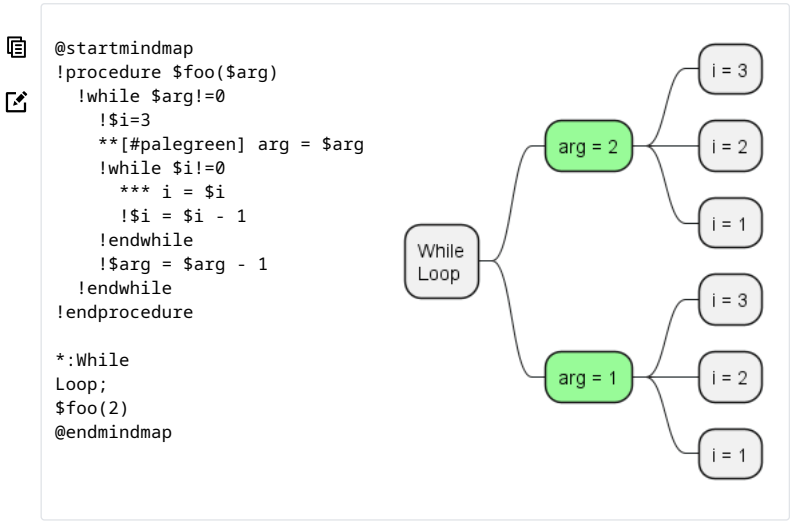 @startmindmap
!procedure $foo($arg)
  !while $arg!=0
    !$i=3
    **[#palegreen] arg = $arg
    !while $i!=0
      *** i = $i
      !$i = $i - 1
    !endwhile
    !$arg = $arg - 1
  !endwhile
!endprocedure

*:While
Loop;
$foo(2)
@endmindmap
While
Loop
arg = 2
i = 3
i = 2
i = 1
arg = 1
i = 3
i = 2
i = 1